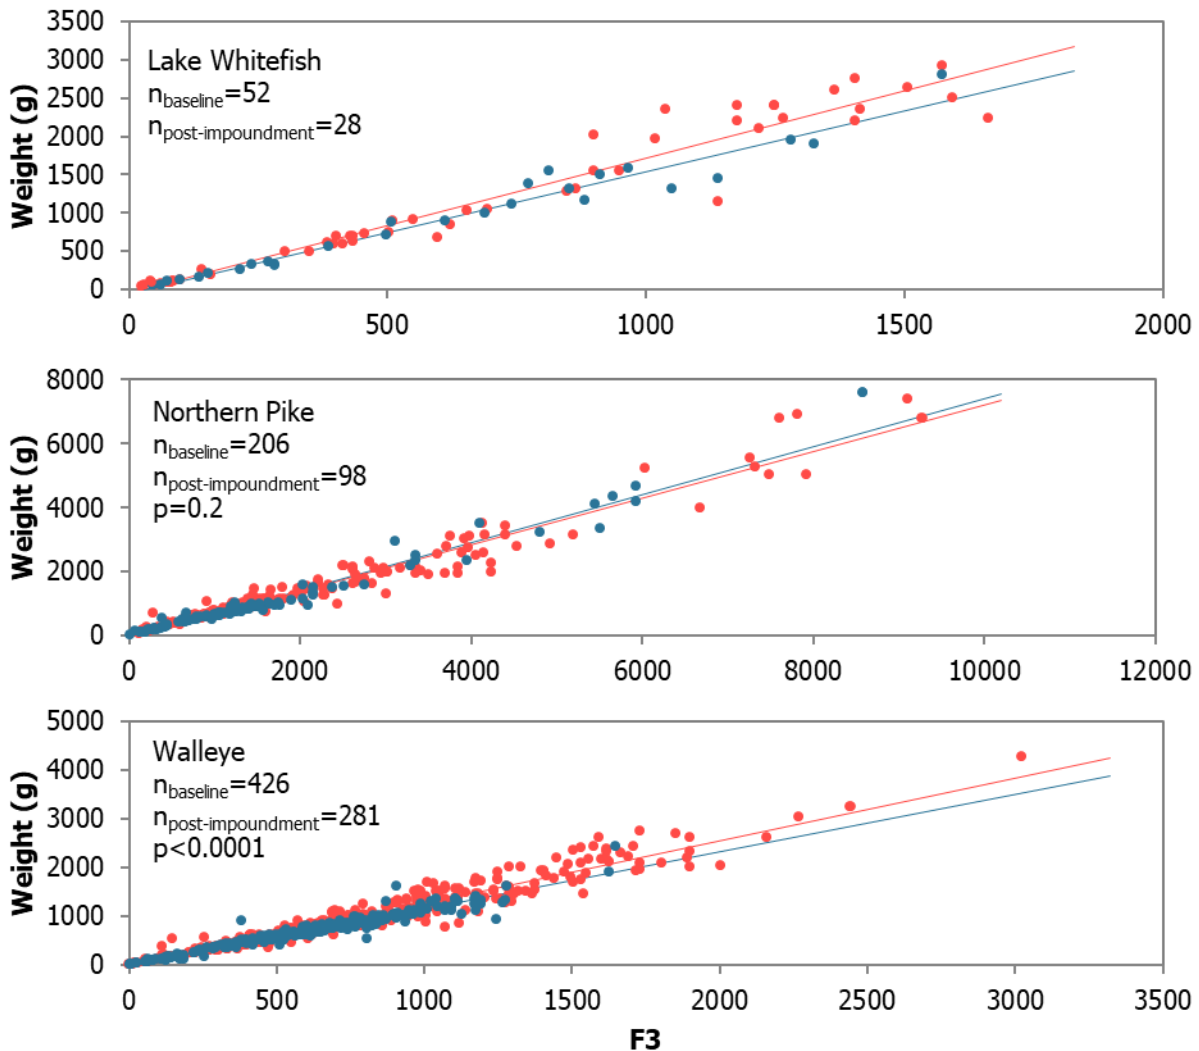 3500
3000
2500
2000
1500
1000
500
0
Weight (g)
Lake Whitefish
nbaseline=52
npost-impoundment=28
0 500 1000 1500 2000
8000
6000
4000
2000
0
Weight (g)
Northern Pike
nbaseline=206
npost-impoundment=98
p=0.2
0 2000 4000 6000 8000 10000 12000
5000
4000
3000
2000
1000
0
Weight (g)
Walleye
nbaseline=426
npost-impoundment=281
p<0.0001
0 500 1000 1500 2000 2500 3000 3500
F3